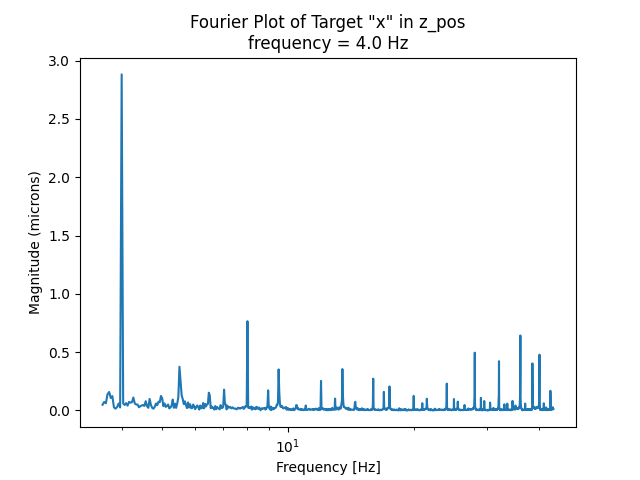 Fourier Plot of Target "x" in z_pos
frequency = 4.0 Hz
3.0
2.5
2.0
1.5
1.0
0.5
0.0
Magnitude (microns)
10¹
Frequency [Hz]